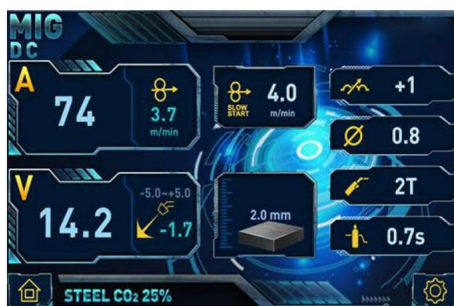 MIG
DC
A
74
3.7
m/min
SLOW
START
4.0
m/min
+1
0.8
2T
0.7s
V
14.2
-5.0~+5.0
-1.7
2.0 mm
STEEL CO₂ 25%